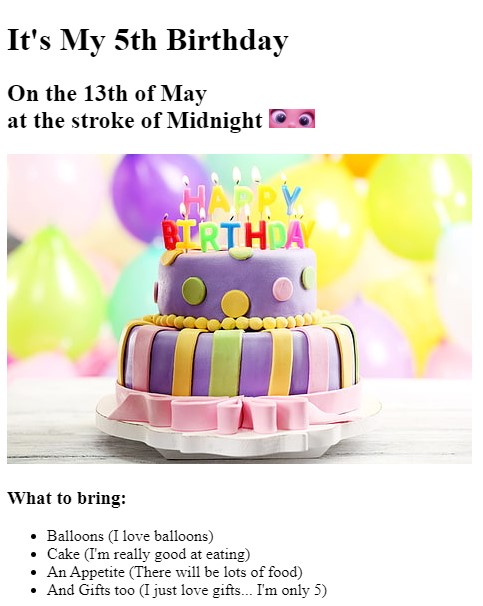 It's My 5th Birthday
On the 13th of May
at the stroke of Midnight
HAPPY
BIRTHDAY
What to bring:
Balloons (I love balloons)
Cake (I'm really good at eating)
An Appetite (There will be lots of food)
And Gifts too (I just love gifts... I'm only 5)